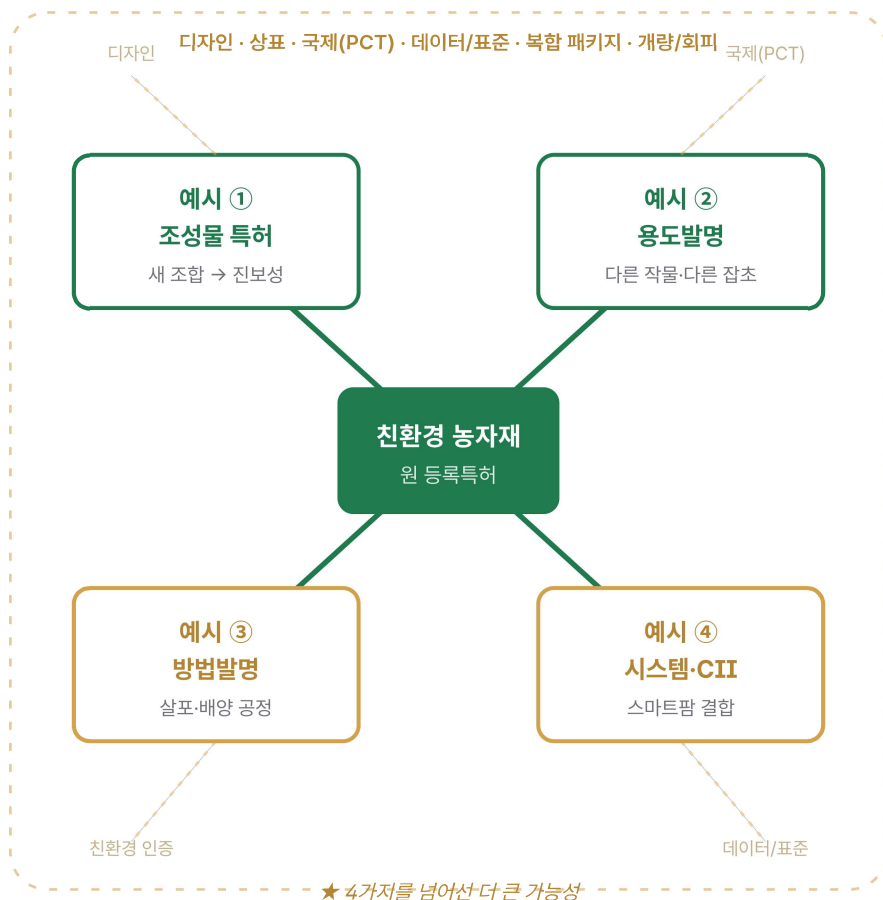 디자인 · 상표 · 국제(PCT) · 데이터/표준 · 복합 패키지 · 개량/회피
디자인
국제(PCT)
예시 ①
조성물 특허
새 조합 → 진보성
예시 ②
용도발명
다른 작물·다른 잡초
친환경 농자재
원 등록특허
예시 ③
방법발명
살포·배양 공정
예시 ④
시스템·CII
스마트팜 결합
친환경 인증
데이터/표준
★ 4가지를 넘어선 더 큰 가능성